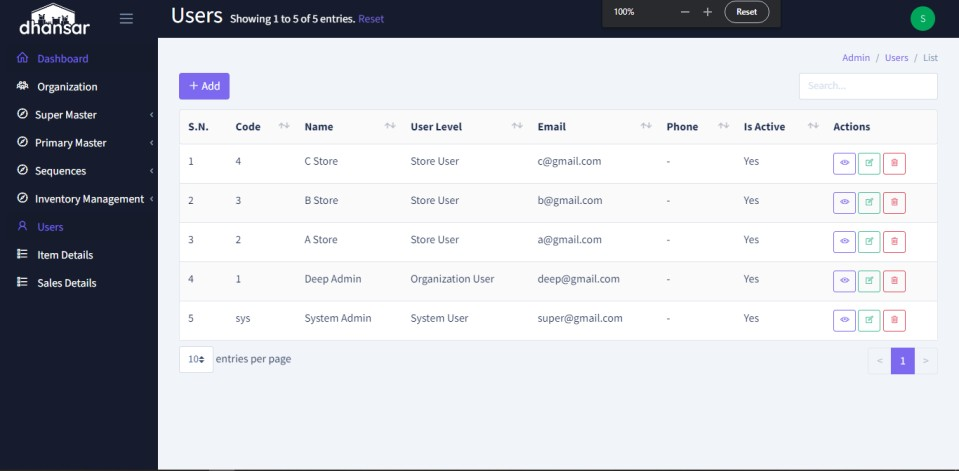 dhansar
Users Showing 1 to 5 of 5 entries. Reset
100% − + Reset
S
Dashboard
Organization
Super Master
Primary Master
Sequences
Inventory Management
Users
Item Details
Sales Details
Admin / Users / List
+ Add
Search...
S.N. Code Name User Level Email Phone Is Active Actions
1 4 C Store Store User c@gmail.com - Yes
2 3 B Store Store User b@gmail.com - Yes
3 2 A Store Store User a@gmail.com - Yes
4 1 Deep Admin Organization User deep@gmail.com - Yes
5 sys System Admin System User super@gmail.com - Yes
10 entries per page
< 1 >